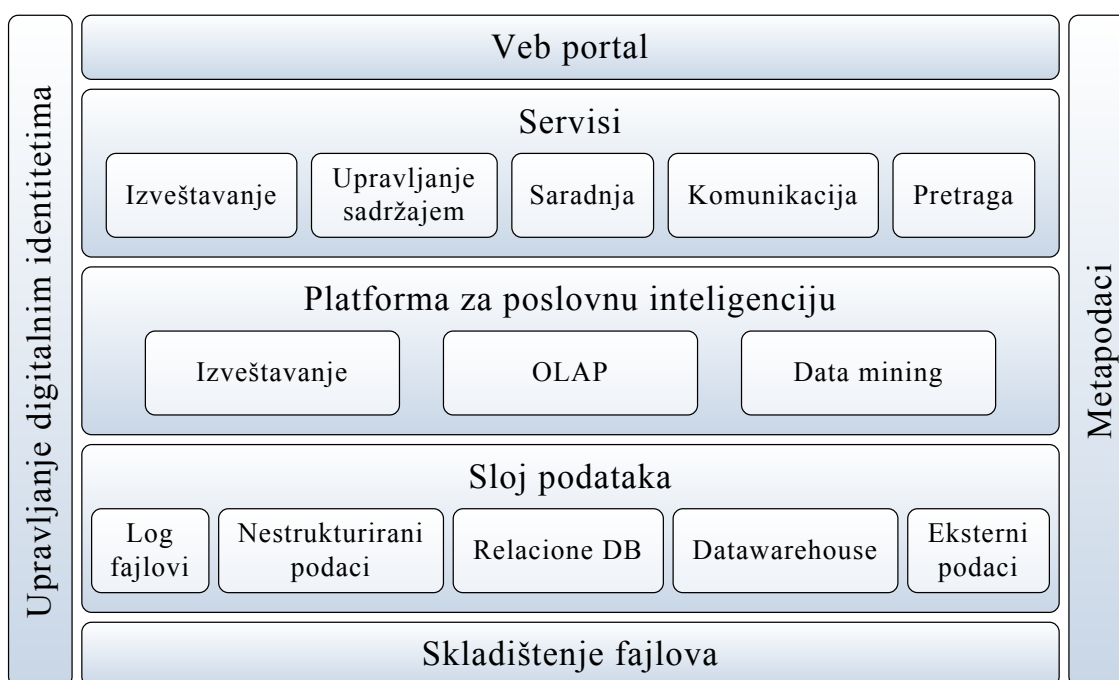 Upravljanje digitalnim identitetima
Veb portal
Servisi
Izveštavanje
Upravljanje
sadržajem
Saradnja
Komunikacija
Pretraga
Platforma za poslovnu inteligenciju
Izveštavanje
OLAP
Data mining
Sloj podataka
Log
fajlovi
Nestrukturirani
podaci
Relacione DB
Datawarehouse
Eksterni
podaci
Skladištenje fajlova
Metapodaci